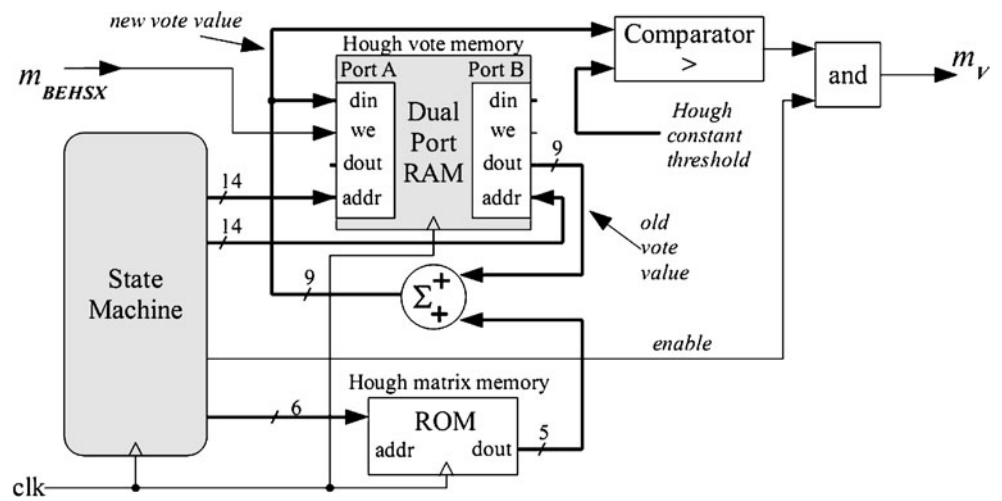 new vote value
Hough vote memory
Comparator
>
m BEHSX
Port A
Port B
din
we
dout
addr
Dual
Port
RAM
din
we
dout
addr
9
and
m V
Hough
constant
threshold
14
14
old
vote
value
State
Machine
9
Σ
+
+
enable
Hough matrix memory
6
ROM
addr
dout
5
clk